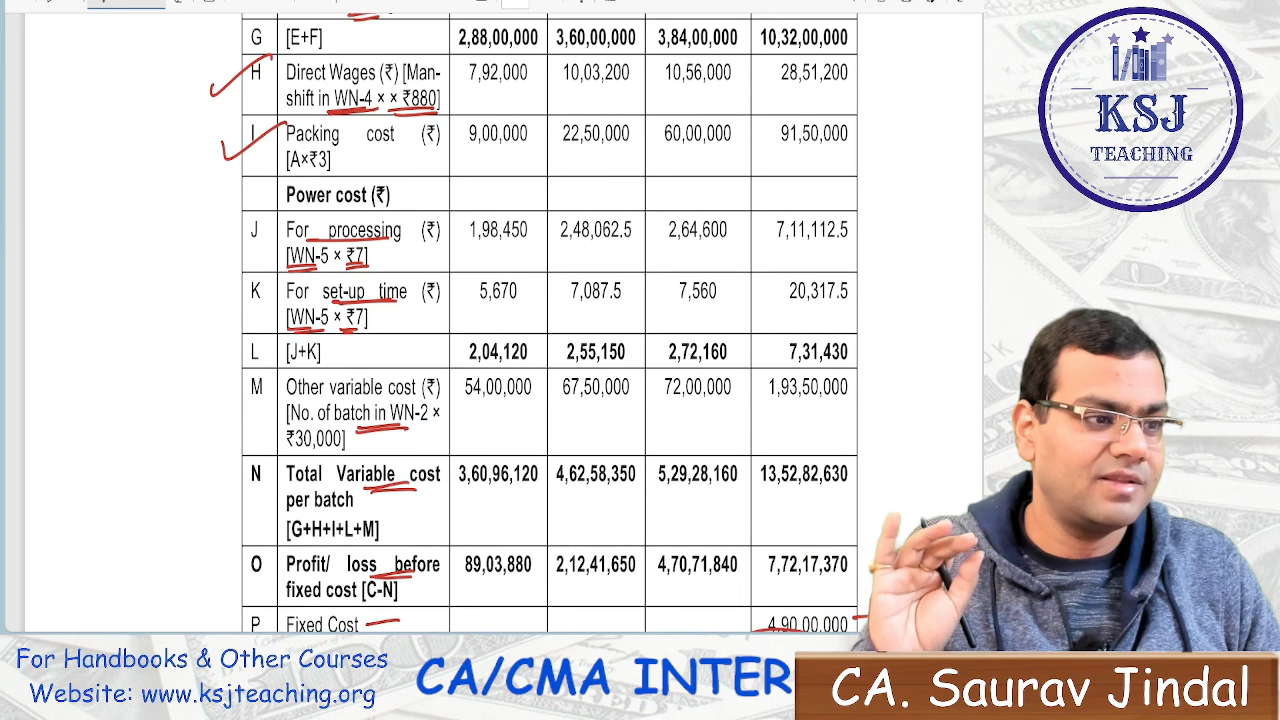 G [E+F] 2,88,00,000 3,60,00,000 3,84,00,000 10,32,00,000
H Direct Wages (₹) [Man- 7,92,000 10,03,200 10,56,000 28,51,200
shift in WN-4 × × ₹880]
I Packing cost (₹) 9,00,000 22,50,000 60,00,000 91,50,000
[A×₹3]
Power cost (₹)
J For processing (₹) 1,98,450 2,48,062.5 2,64,600 7,11,112.5
[WN-5 × ₹7]
K For set-up time (₹) 5,670 7,087.5 7,560 20,317.5
[WN-5 × ₹7]
L [J+K] 2,04,120 2,55,150 2,72,160 7,31,430
M Other variable cost (₹) 54,00,000 67,50,000 72,00,000 1,93,50,000
[No. of batch in WN-2 ×
₹30,000]
N Total Variable cost 3,60,96,120 4,62,58,350 5,29,28,160 13,52,82,630
per batch
[G+H+I+L+M]
O Profit/ loss before 89,03,880 2,12,41,650 4,70,71,840 7,72,17,370
fixed cost [C-N]
P Fixed Cost 4,90,00,000
KSJ
TEACHING
For Handbooks & Other Courses
Website: www.ksjteaching.org
CA/CMA INTER
CA. Saurav Jindal